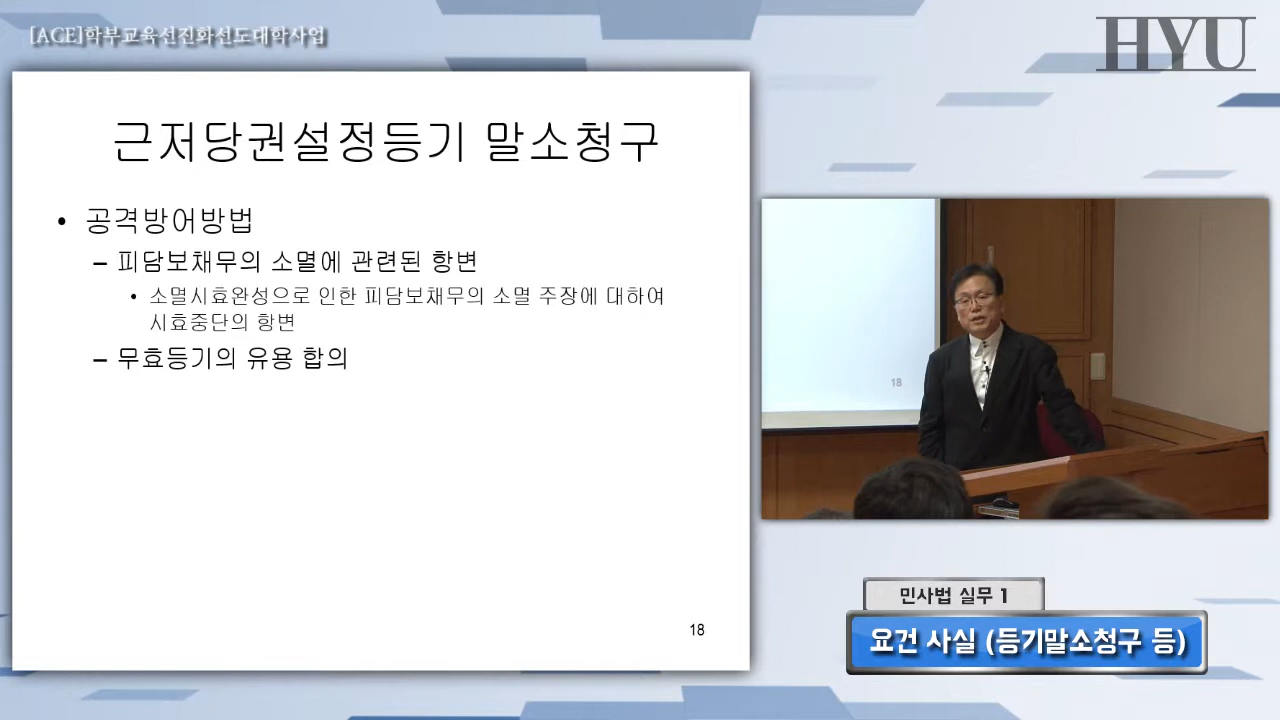 [ACE]학부교육선진화선도대학사업
HYU
근저당권설정등기 말소청구
• 공격방어방법
– 피담보채무의 소멸에 관련된 항변
• 소멸시효완성으로 인한 피담보채무의 소멸 주장에 대하여
시효중단의 항변
– 무효등기의 유용 합의
18
18
민사법 실무 1
요건 사실 (등기말소청구 등)